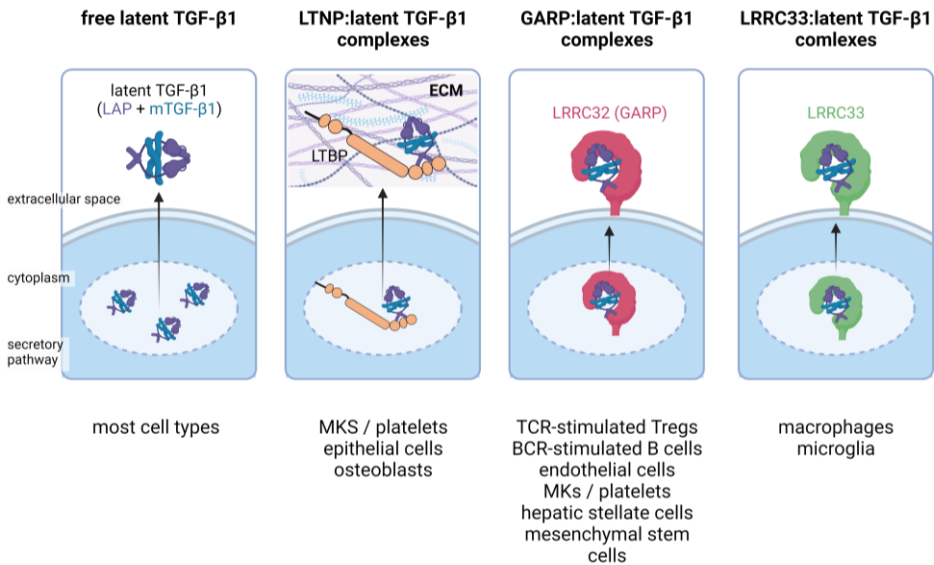 free latent TGF-β1
latent TGF-β1
(LAP + mTGF-β1)
extracellular space
cytoplasm
secretory
pathway
most cell types
LTNP:latent TGF-β1
complexes
ECM
LTBP
MKS / platelets
epithelial cells
osteoblasts
GARP:latent TGF-β1
complexes
LRRC32 (GARP)
TCR-stimulated Tregs
BCR-stimulated B cells
endothelial cells
MKs / platelets
hepatic stellate cells
mesenchymal stem
cells
LRRC33:latent TGF-β1
comlexes
LRRC33
macrophages
microglia